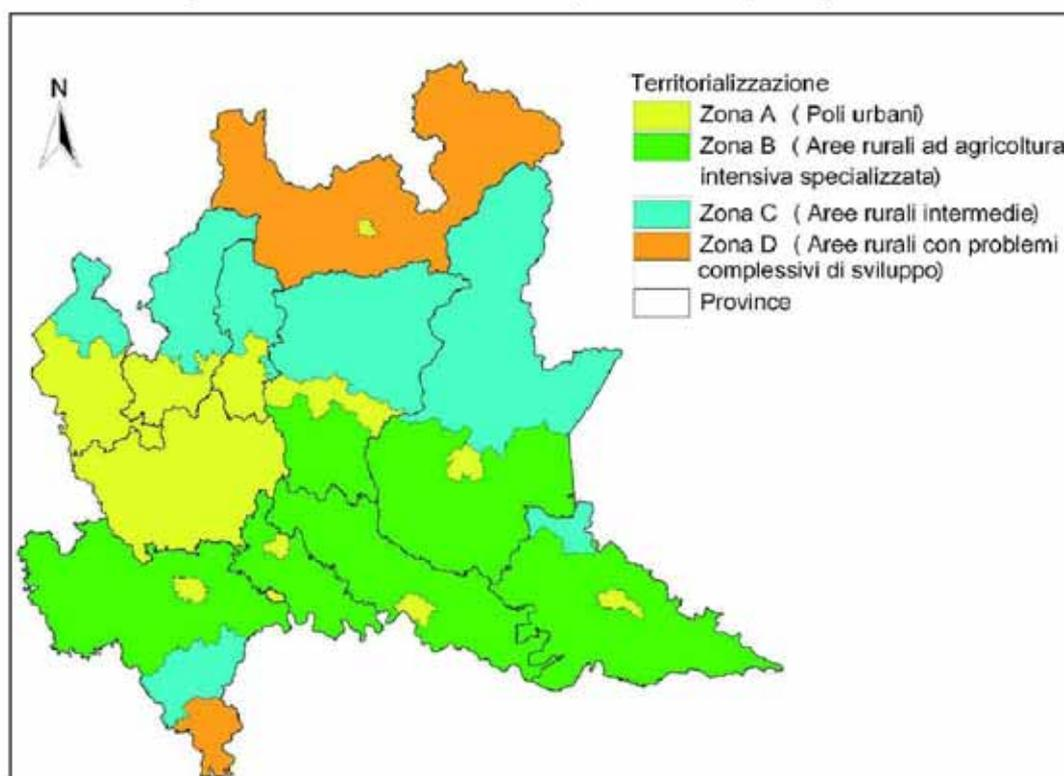 N
Territorializzazione
Zona A ( Poli urbani)
Zona B ( Aree rurali ad agricoltura
intensiva specializzata)
Zona C ( Aree rurali intermedie)
Zona D ( Aree rurali con problemi
complessivi di sviluppo)
Province